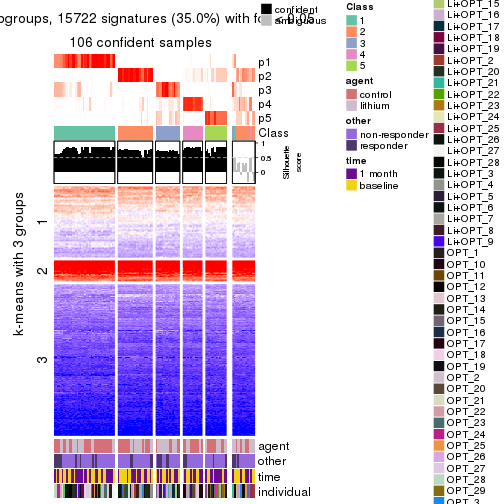 ogroups, 15722 signatures (35.0%) with
confident
ambiguous
106 confident samples
p1
p2
p3
p4
p5
Class
1
0.5
0
Silhouette
score
k-means with 3 groups
1
2
3
agent
other
time
individual
Class
1
2
3
4
5
agent
control
lithium
other
non-responder
responder
time
1 month
baseline
Li+OPT_15
Li+OPT_16
Li+OPT_17
Li+OPT_18
Li+OPT_19
Li+OPT_2
Li+OPT_20
Li+OPT_21
Li+OPT_22
Li+OPT_23
Li+OPT_24
Li+OPT_25
Li+OPT_26
Li+OPT_27
Li+OPT_28
Li+OPT_3
Li+OPT_4
Li+OPT_5
Li+OPT_6
Li+OPT_7
Li+OPT_8
Li+OPT_9
OPT_1
OPT_10
OPT_11
OPT_12
OPT_13
OPT_14
OPT_15
OPT_16
OPT_17
OPT_18
OPT_19
OPT_2
OPT_20
OPT_21
OPT_22
OPT_23
OPT_24
OPT_25
OPT_26
OPT_27
OPT_28
OPT_29